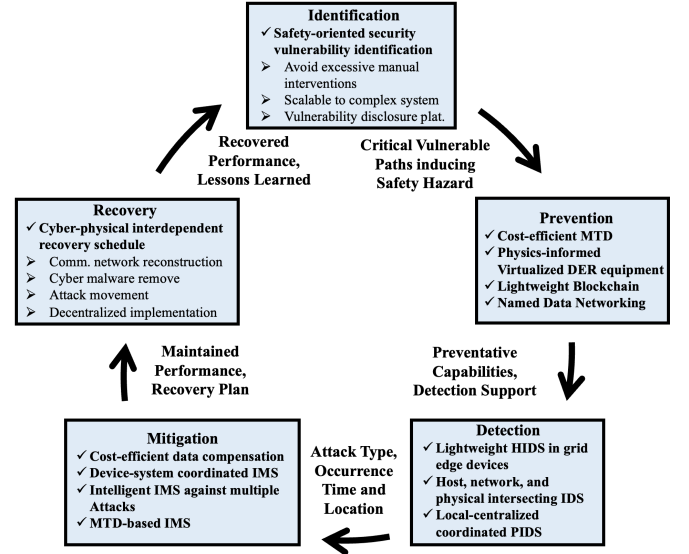 Identification
✓ Safety-oriented security
vulnerability identification
➢ Avoid excessive manual
interventions
➢ Scalable to complex system
➢ Vulnerability disclosure plat.
Recovered
Performance,
Lessons Learned
Critical Vulnerable
Paths inducing
Safety Hazard
Recovery
✓ Cyber-physical interdependent
recovery schedule
➢ Comm. network reconstruction
➢ Cyber malware remove
➢ Attack movement
➢ Decentralized implementation
Prevention
✓ Cost-efficient MTD
✓ Physics-informed
Virtualized DER equipment
✓ Lightweight Blockchain
✓ Named Data Networking
Maintained
Performance,
Recovery Plan
Preventative
Capabilities,
Detection Support
Mitigation
✓ Cost-efficient data compensation
✓ Device-system coordinated IMS
✓ Intelligent IMS against multiple
Attacks
✓ MTD-based IMS
Attack Type,
Occurrence
Time and
Location
Detection
✓ Lightweight HIDS in grid
edge devices
✓ Host, network, and
physical intersecting IDS
✓ Local-centralized
coordinated PIDS